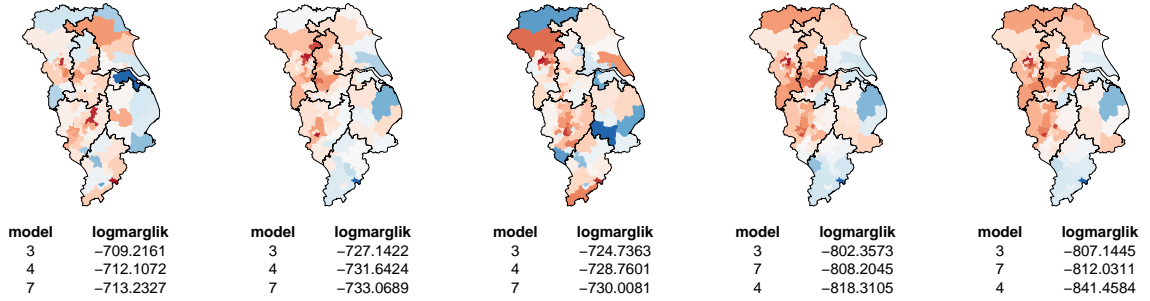 model logmarglik model logmarglik model logmarglik model logmarglik model logmarglik
3 −709.2161 3 −727.1422 3 −724.7363 3 −802.3573 3 −807.1445
4 −712.1072 4 −731.6424 4 −728.7601 7 −808.2045 7 −812.0311
7 −713.2327 7 −733.0689 7 −730.0081 4 −818.3105 4 −841.4584